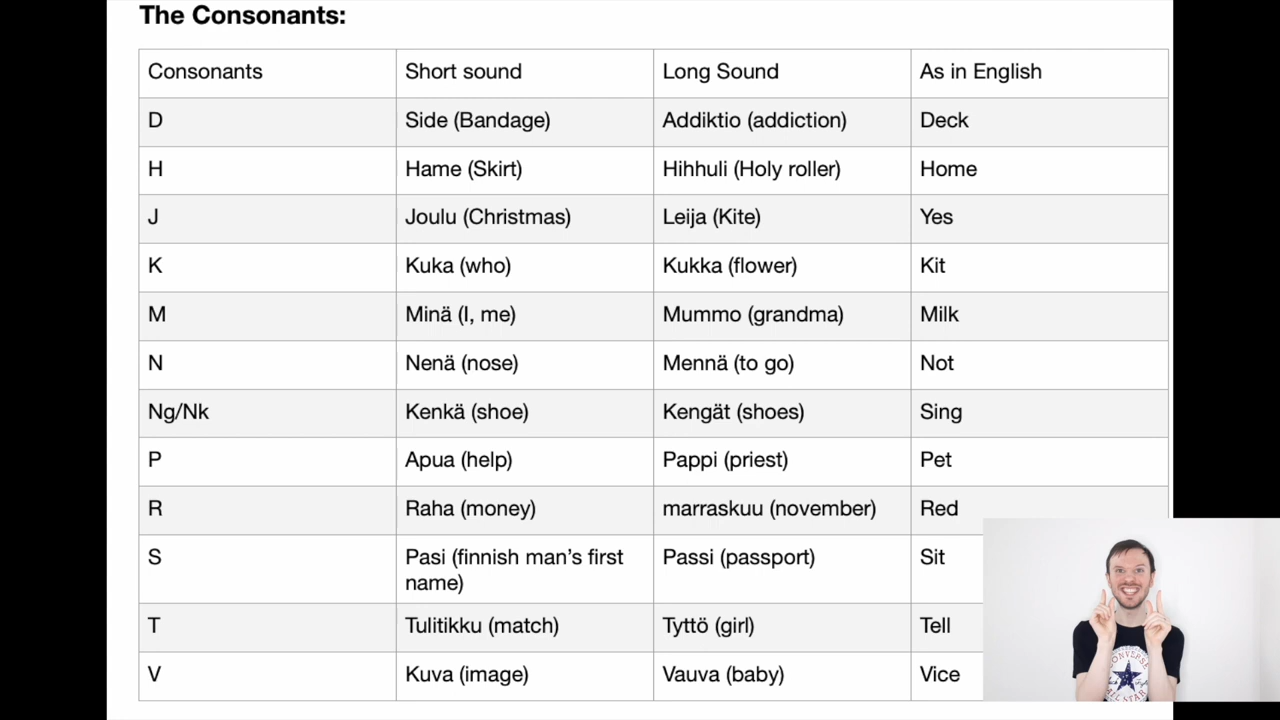 The Consonants:
Consonants Short sound Long Sound As in English
D Side (Bandage) Addiktio (addiction) Deck
H Hame (Skirt) Hihhuli (Holy roller) Home
J Joulu (Christmas) Leija (Kite) Yes
K Kuka (who) Kukka (flower) Kit
M Minä (I, me) Mummo (grandma) Milk
N Nenä (nose) Mennä (to go) Not
Ng/Nk Kenkä (shoe) Kengät (shoes) Sing
P Apua (help) Pappi (priest) Pet
R Raha (money) marraskuu (november) Red
S Pasi (finnish man’s first name) Passi (passport) Sit
T Tulitikku (match) Tyttö (girl) Tell
V Kuva (image) Vauva (baby) Vice
CONVERSE
ALL STAR